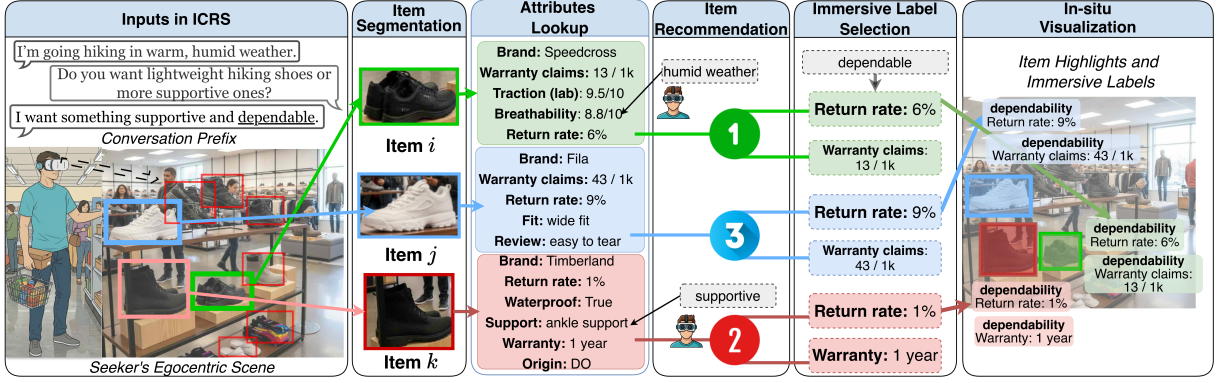 Inputs in ICRS
I'm going hiking in warm, humid weather.
Do you want lightweight hiking shoes or
more supportive ones?
I want something supportive and dependable.
Conversation Prefix
Seeker's Egocentric Scene
Item
Segmentation
Item i
Item j
Item k
Attributes
Lookup
Brand: Speedcross
Warranty claims: 13 / 1k
Traction (lab): 9.5/10
Breathability: 8.8/10
Return rate: 6%
Brand: Fila
Warranty claims: 43 / 1k
Return rate: 9%
Fit: wide fit
Review: easy to tear
Brand: Timberland
Return rate: 1%
Waterproof: True
Support: ankle support
Warranty: 1 year
Origin: DO
Item
Recommendation
humid weather
1
3
supportive
2
Immersive Label
Selection
dependable
Return rate: 6%
Warranty claims:
13 / 1k
Return rate: 9%
Warranty claims:
43 / 1k
Return rate: 1%
Warranty: 1 year
In-situ
Visualization
Item Highlights and
Immersive Labels
dependability
Return rate: 9%
dependability
Warranty claims: 43 / 1k
dependability
Return rate: 6%
dependability
Warranty claims:
13 / 1k
dependability
Return rate: 1%
dependability
Warranty: 1 year